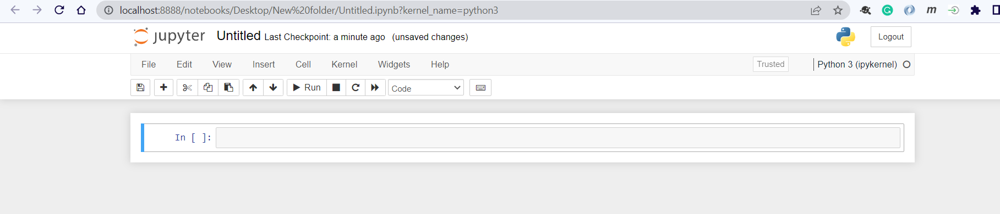 localhost:8888/notebooks/Desktop/New%20folder/Untitled.ipynb?kernel_name=python3
jupyter Untitled Last Checkpoint: a minute ago (unsaved changes) Logout
File Edit View Insert Cell Kernel Widgets Help Trusted Python 3 (ipykernel)
Run Code
In [ ]: